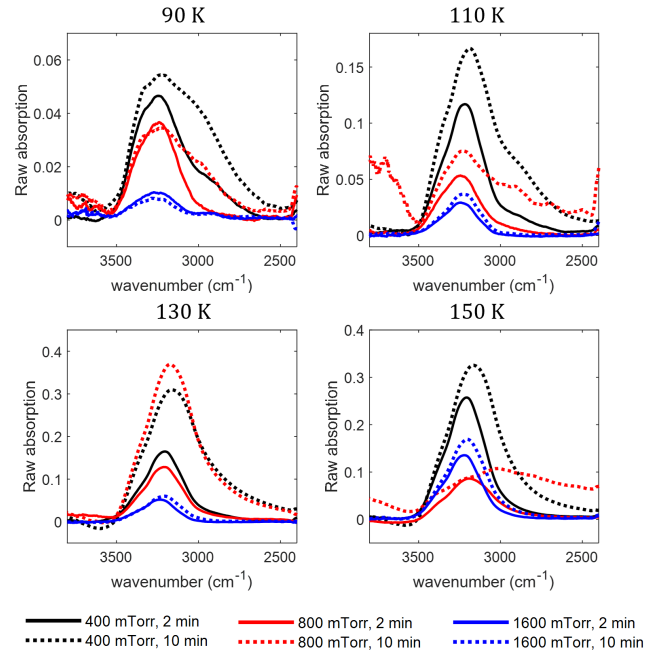 90 K
110 K
0.06
0.04
0.02
0
Raw absorption
3500
3000
2500
wavenumber (cm-1)
0.15
0.1
0.05
0
Raw absorption
3500
3000
2500
wavenumber (cm-1)
130 K
150 K
0.4
0.3
0.2
0.1
0
Raw absorption
3500
3000
2500
wavenumber (cm-1)
0.4
0.3
0.2
0.1
0
Raw absorption
3500
3000
2500
wavenumber (cm-1)
400 mTorr, 2 min
800 mTorr, 2 min
1600 mTorr, 2 min
400 mTorr, 10 min
800 mTorr, 10 min
1600 mTorr, 10 min